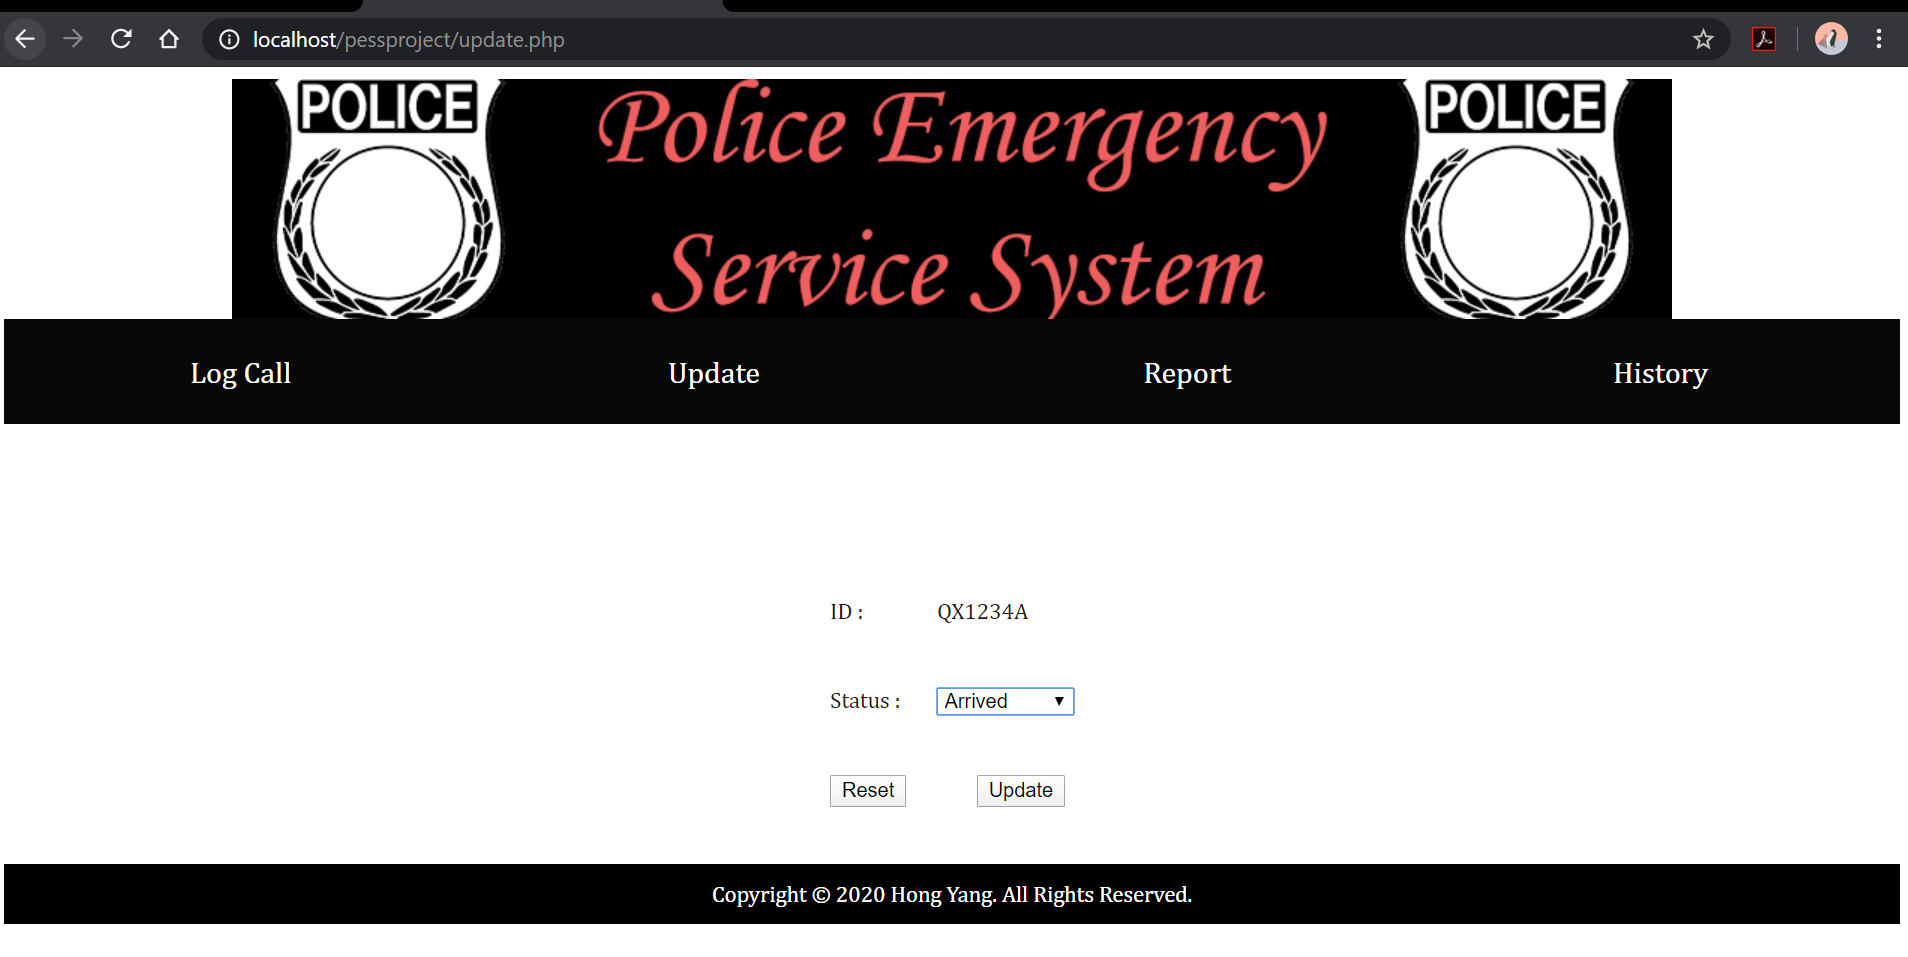 localhost/pessproject/update.php
POLICE
Police Emergency
Service System
POLICE
Log Call Update Report History
ID : QX1234A
Status : Arrived
Reset Update
Copyright © 2020 Hong Yang. All Rights Reserved.